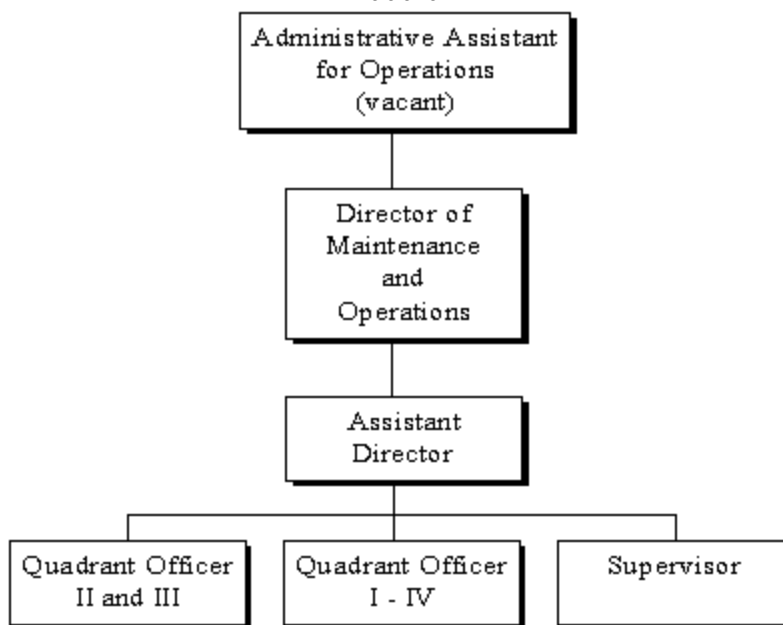 Administrative Assistant
for Operations
(vacant)
Director of
Maintenance
and
Operations
Assistant
Director
Quadrant Officer
II and III
Quadrant Officer
I - IV
Supervisor